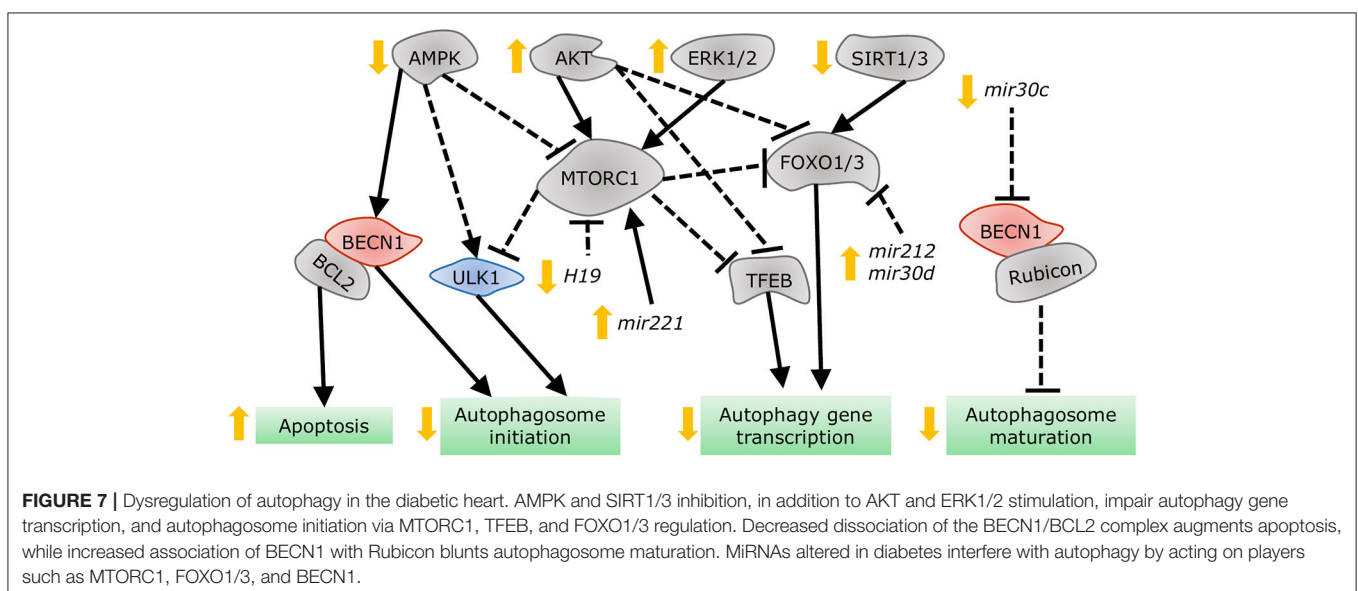 AMPK
AKT
ERK1/2
SIRT1/3
mir30c
MTORC1
FOXO1/3
BECN1
BCL2
ULK1
H19
mir221
TFEB
mir212
mir30d
BECN1
Rubicon
Apoptosis
Autophagosome
initiation
Autophagy gene
transcription
Autophagosome
maturation
FIGURE 7 | Dysregulation of autophagy in the diabetic heart. AMPK and SIRT1/3 inhibition, in addition to AKT and ERK1/2 stimulation, impair autophagy gene
transcription, and autophagosome initiation via MTORC1, TFEB, and FOXO1/3 regulation. Decreased dissociation of the BECN1/BCL2 complex augments apoptosis,
while increased association of BECN1 with Rubicon blunts autophagosome maturation. MiRNAs altered in diabetes interfere with autophagy by acting on players
such as MTORC1, FOXO1/3, and BECN1.